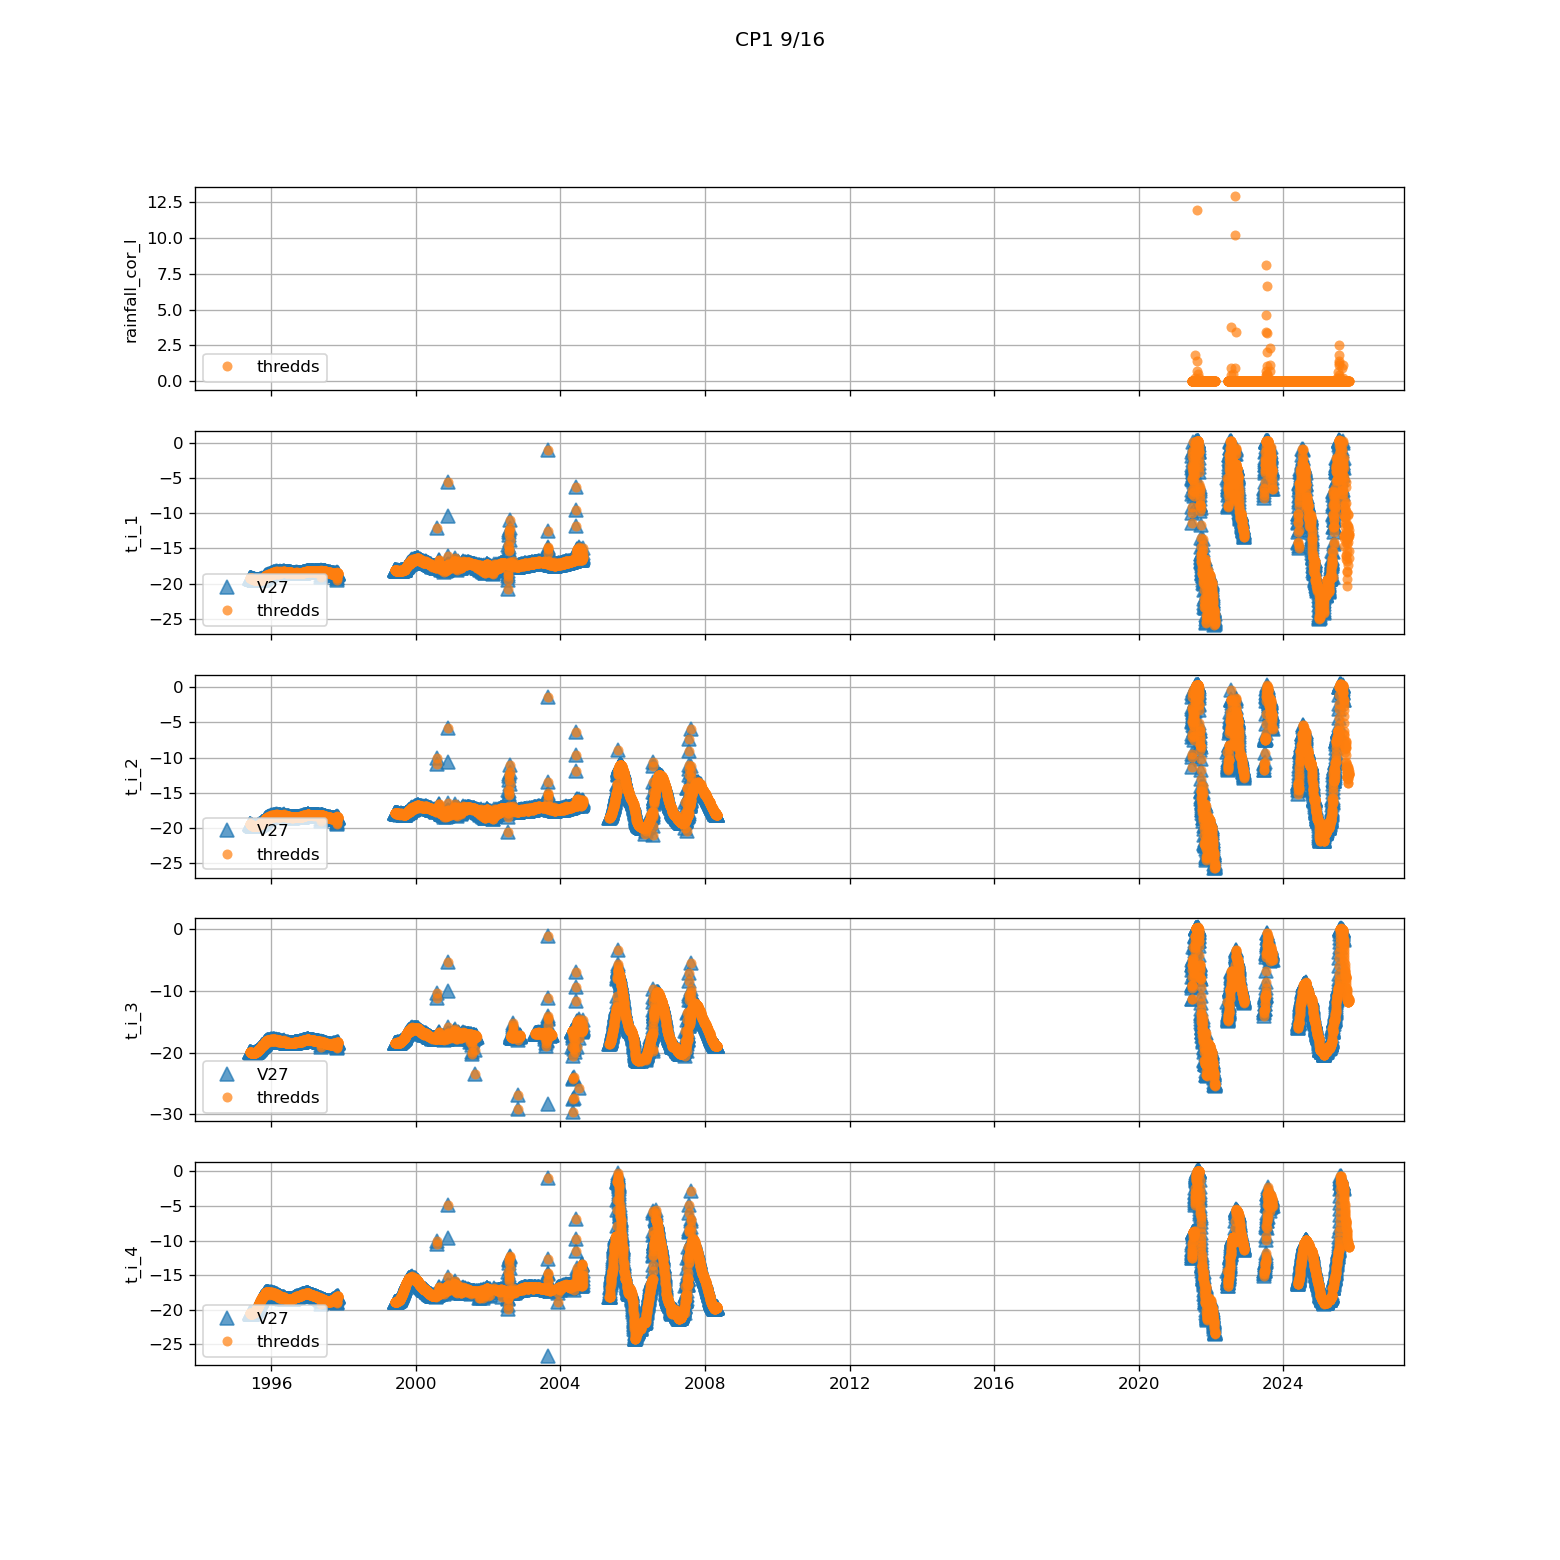 CP1 9/16
12.5
10.0
7.5
5.0
2.5
0.0
rainfall_cor_l
thredds
0
−5
−10
−15
−20
−25
t_i_1
V27
thredds
0
−5
−10
−15
−20
−25
t_i_2
V27
thredds
0
−10
−20
−30
t_i_3
V27
thredds
0
−5
−10
−15
−20
−25
t_i_4
V27
thredds
1996 2000 2004 2008 2012 2016 2020 2024